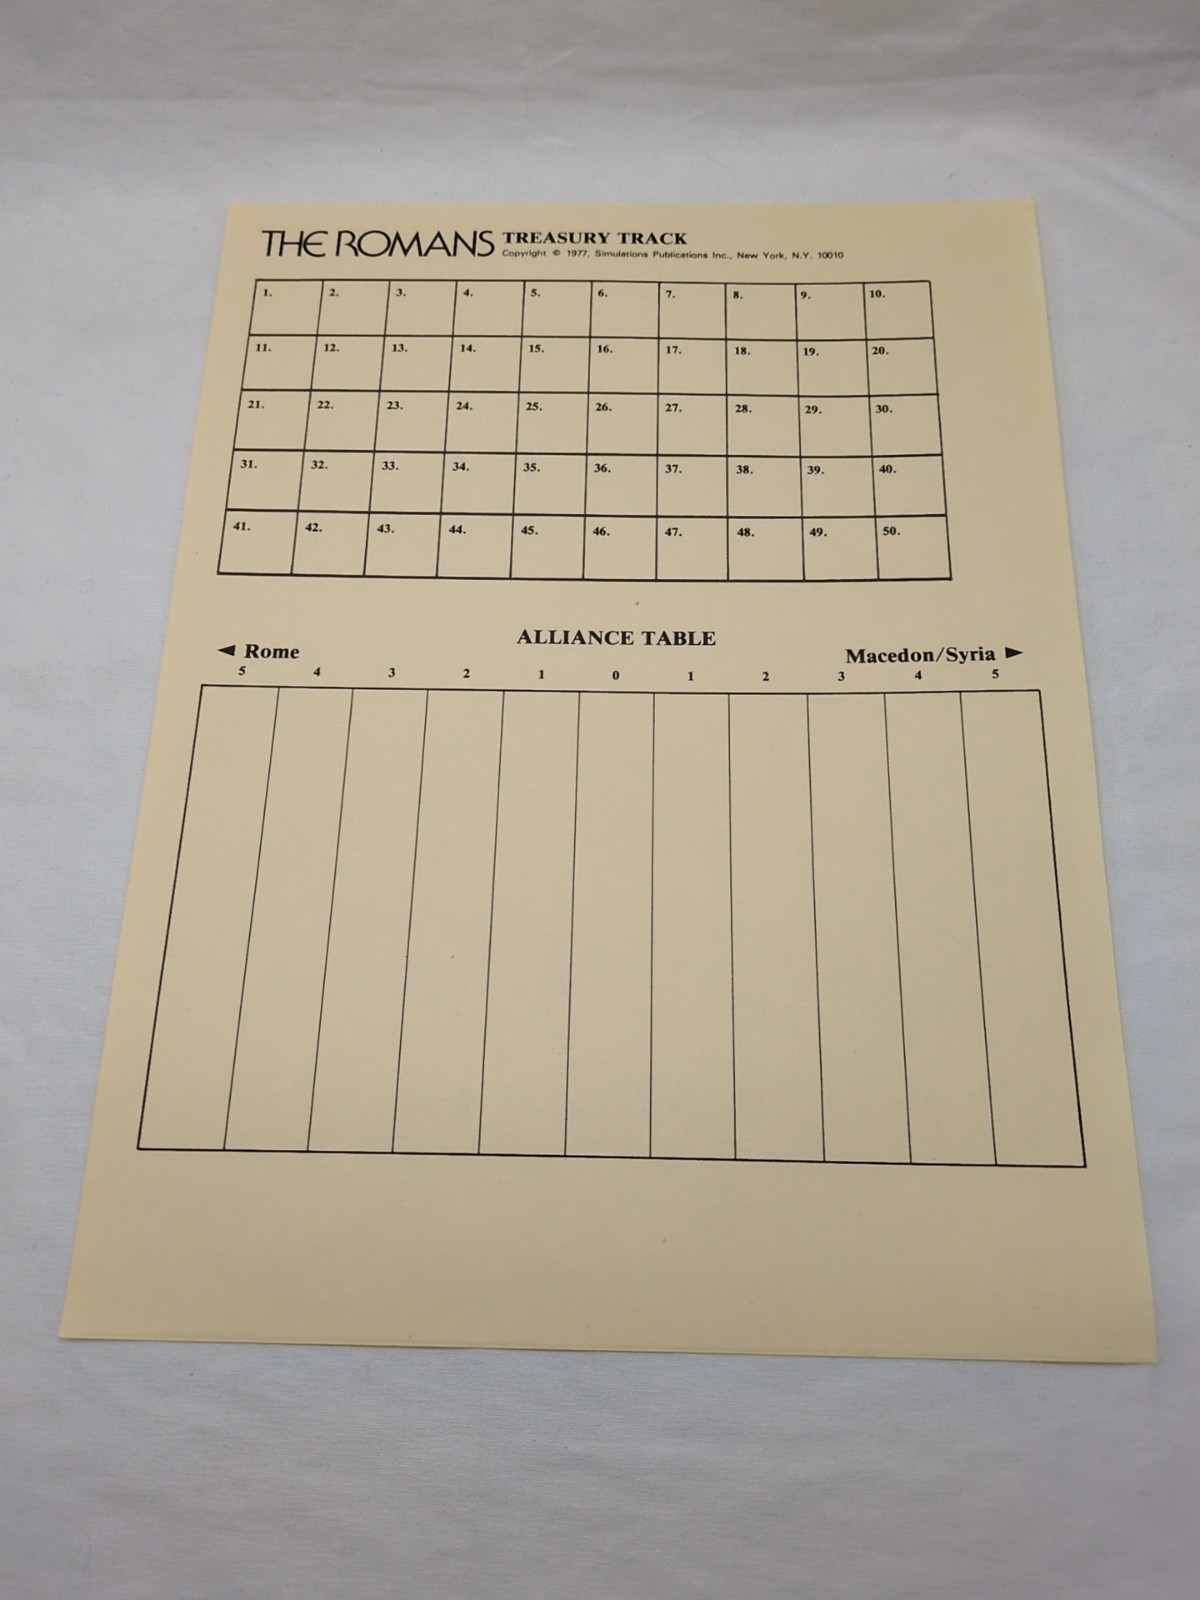 THE ROMANS TREASURY TRACK
Copyright © 1977, Simulations Publications Inc., New York, N.Y. 10010
1. 2. 3. 4. 5. 6. 7. 8. 9. 10.
11. 12. 13. 14. 15. 16. 17. 18. 19. 20.
21. 22. 23. 24. 25. 26. 27. 28. 29. 30.
31. 32. 33. 34. 35. 36. 37. 38. 39. 40.
41. 42. 43. 44. 45. 46. 47. 48. 49. 50.
ALLIANCE TABLE
◄ Rome Macedon/Syria ►
5 4 3 2 1 0 1 2 3 4 5